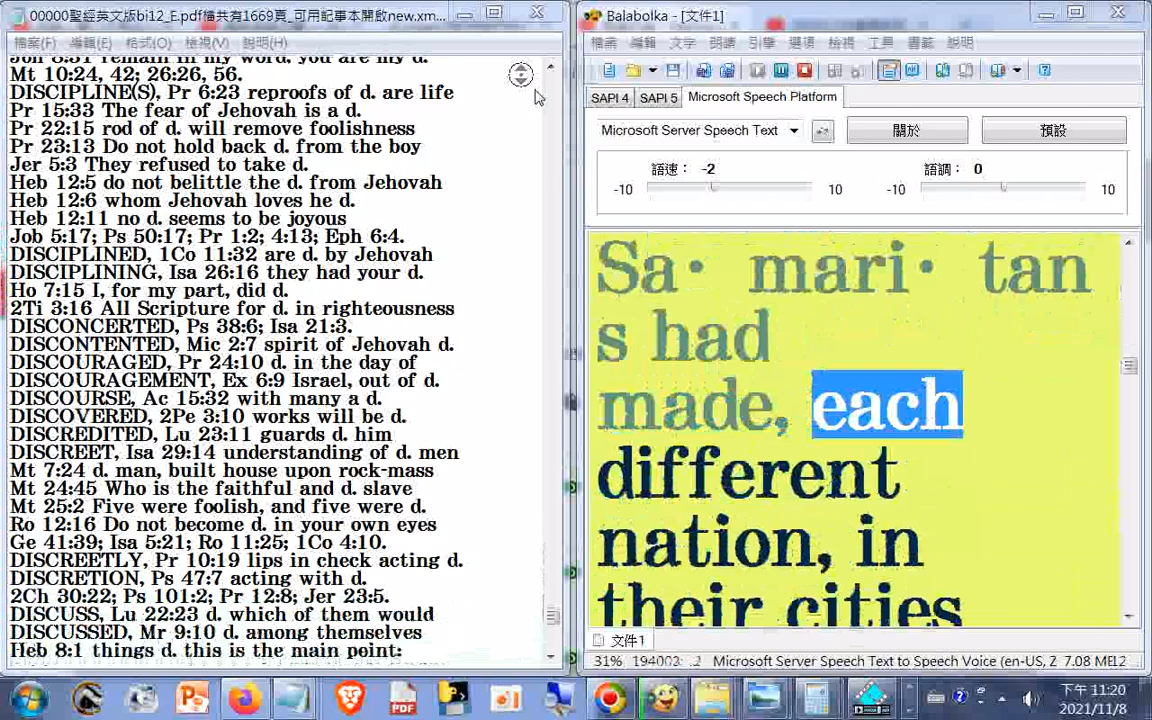 00000聖經英文版bi12_E.pdf檔共有1669頁_可用記事本開啟new.xm...
檔案(F) 編輯(E) 格式(O) 檢視(V) 說明(H)
Jon 8:31 remain in my word, you are my d.
Mt 10:24, 42; 26:26, 56.
DISCIPLINE(S), Pr 6:23 reproofs of d. are life
Pr 15:33 The fear of Jehovah is a d.
Pr 22:15 rod of d. will remove foolishness
Pr 23:13 Do not hold back d. from the boy
Jer 5:3 They refused to take d.
Heb 12:5 do not belittle the d. from Jehovah
Heb 12:6 whom Jehovah loves he d.
Heb 12:11 no d. seems to be joyous
Job 5:17; Ps 50:17; Pr 1:2; 4:13; Eph 6:4.
DISCIPLINED, 1Co 11:32 are d. by Jehovah
DISCIPLINING, Isa 26:16 they had your d.
Ho 7:15 I, for my part, did d.
2Ti 3:16 All Scripture for d. in righteousness
DISCONCERTED, Ps 38:6; Isa 21:3.
DISCONTENTED, Mic 2:7 spirit of Jehovah d.
DISCOURAGED, Pr 24:10 d. in the day of
DISCOURAGEMENT, Ex 6:9 Israel, out of d.
DISCOURSE, Ac 15:32 with many a d.
DISCOVERED, 2Pe 3:10 works will be d.
DISCREDITED, Lu 23:11 guards d. him
DISCREET, Isa 29:14 understanding of d. men
Mt 7:24 d. man, built house upon rock-mass
Mt 24:45 Who is the faithful and d. slave
Mt 25:2 Five were foolish, and five were d.
Ro 12:16 Do not become d. in your own eyes
Ge 41:39; Isa 5:21; Ro 11:25; 1Co 4:10.
DISCREETLY, Pr 10:19 lips in check acting d.
DISCRETION, Ps 47:7 acting with d.
2Ch 30:22; Ps 101:2; Pr 12:8; Jer 23:5.
DISCUSS, Lu 22:23 d. which of them would
DISCUSSED, Mr 9:10 d. among themselves
Heb 8:1 things d. this is the main point:
Balabolka - [文件1]
檔案 編輯 文字 朗讀 引擎 選項 檢視 工具 書籤 說明
SAPI 4 SAPI 5 Microsoft Speech Platform
Microsoft Server Speech Text 關於 預設
語速： -2 語調： 0
-10 10 -10 10
Sa· mari· tan
s had
made, each
different
nation, in
their cities
文件1
31% Microsoft Server Speech Text to Speech Voice (en-US, Z 7.08 ME
下午 11:20
2021/11/8